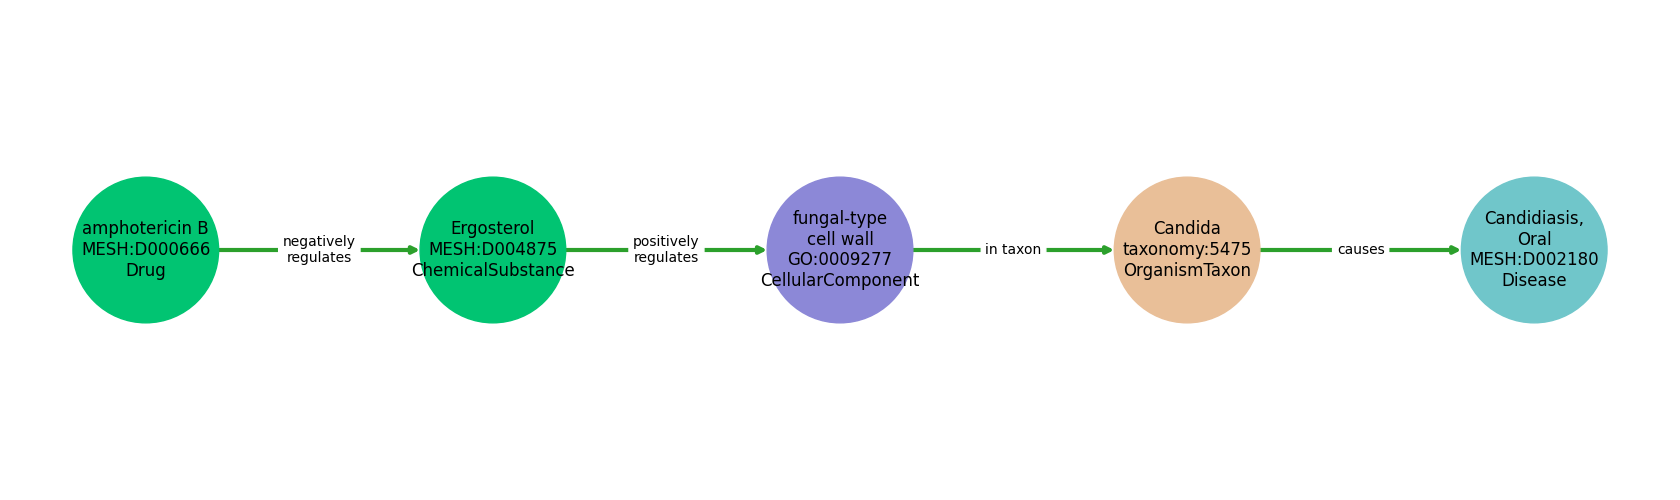 amphotericin B
MESH:D000666
Drug
negatively
regulates
Ergosterol
MESH:D004875
ChemicalSubstance
positively
regulates
fungal-type
cell wall
GO:0009277
CellularComponent
in taxon
Candida
taxonomy:5475
OrganismTaxon
causes
Candidiasis,
Oral
MESH:D002180
Disease